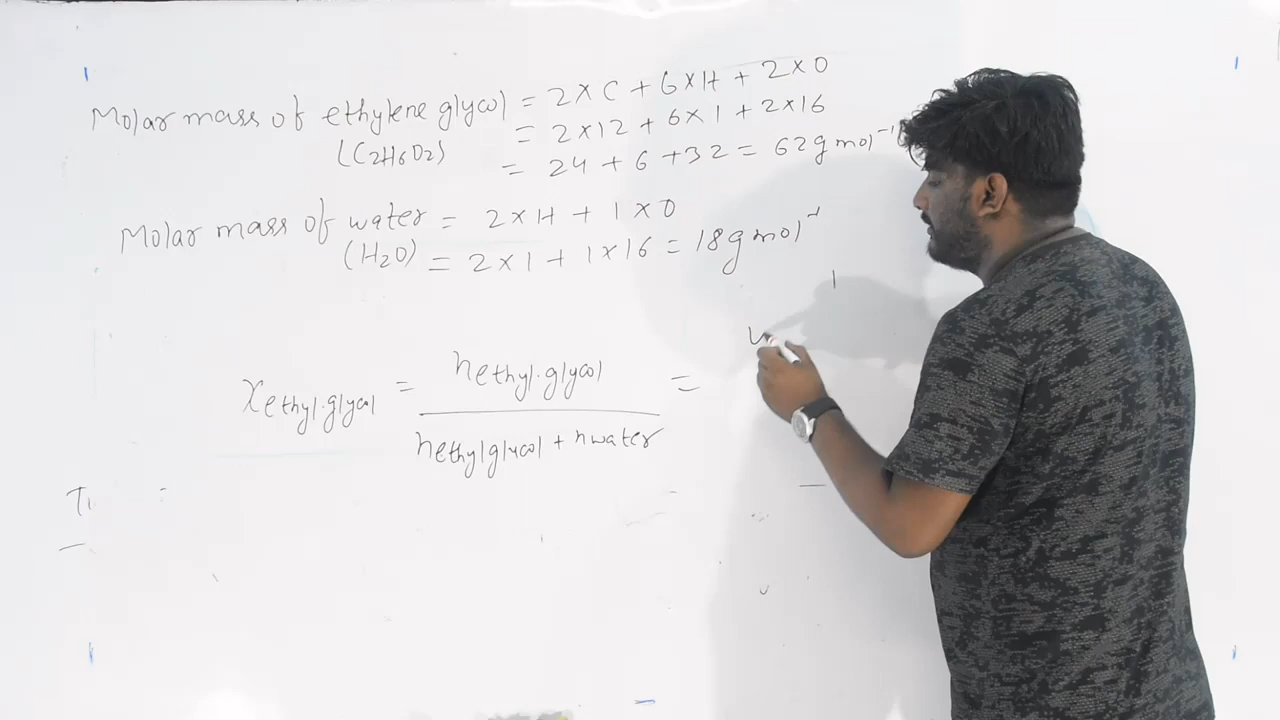 Molar mass of ethylene glycol = 2 × C + 6 × H + 2 × O
(C2H6O2) = 2 × 12 + 6 × 1 + 2 × 16
= 24 + 6 + 32 = 62 g mol⁻¹
Molar mass of water = 2 × H + 1 × O
(H2O) = 2 × 1 + 1 × 16 = 18 g mol⁻¹
xethyl.glycol = nethyl.glycol =
nethylglycol + nwater